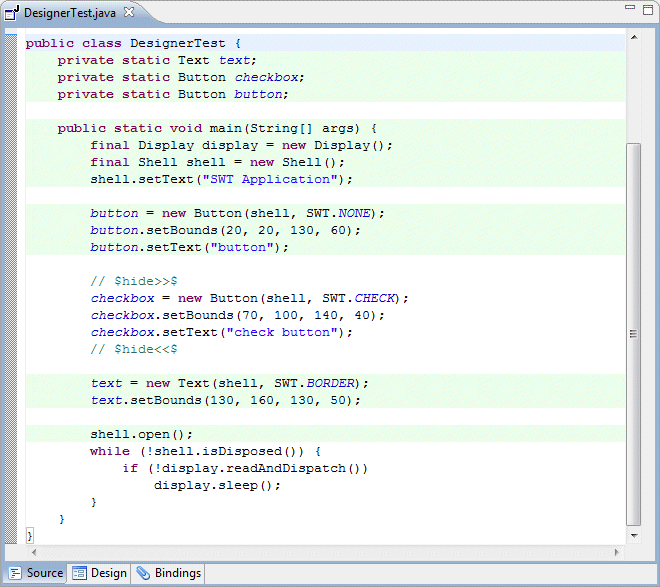 DesignerTest.java
public class DesignerTest {
    private static Text text;
    private static Button checkbox;
    private static Button button;

    public static void main(String[] args) {
        final Display display = new Display();
        final Shell shell = new Shell();
        shell.setText("SWT Application");

        button = new Button(shell, SWT.NONE);
        button.setBounds(20, 20, 130, 60);
        button.setText("button");

        // $hide>>$
        checkbox = new Button(shell, SWT.CHECK);
        checkbox.setBounds(70, 100, 140, 40);
        checkbox.setText("check button");
        // $hide<<$

        text = new Text(shell, SWT.BORDER);
        text.setBounds(130, 160, 130, 50);

        shell.open();
        while (!shell.isDisposed()) {
            if (!display.readAndDispatch())
                display.sleep();
        }
    }
}
Source Design Bindings